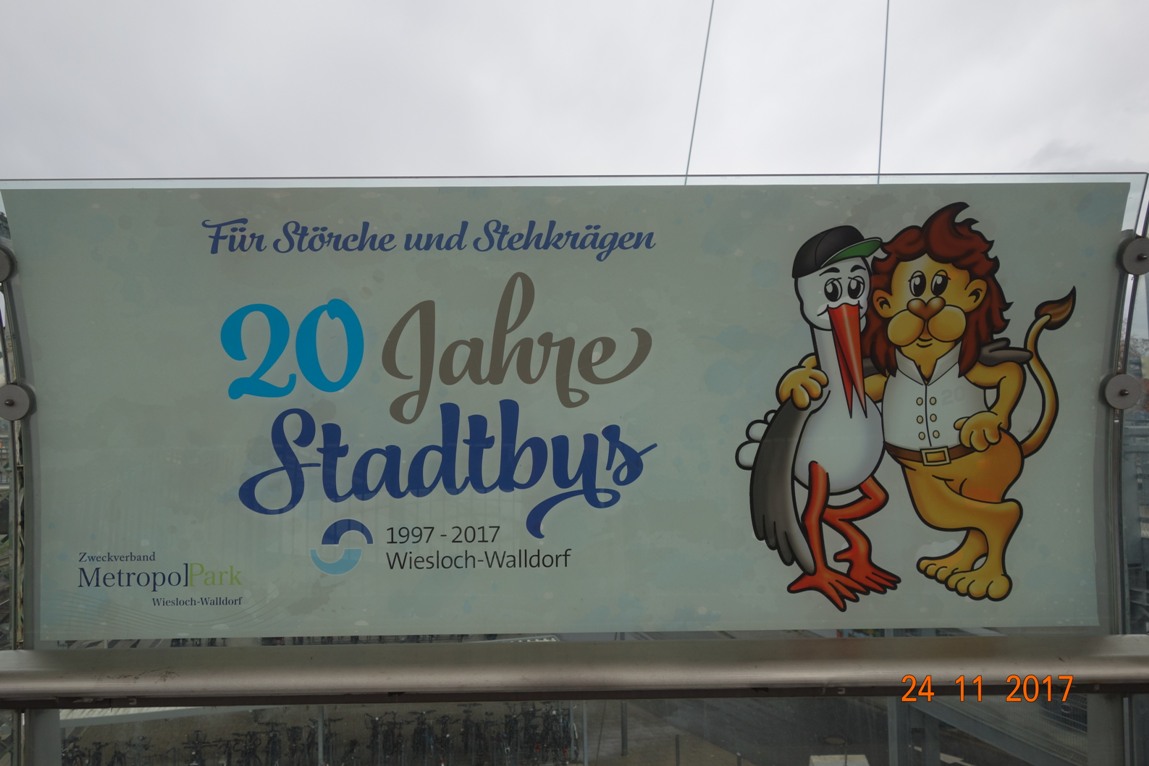 Für Störche und Stehkrägen
20 Jahre
Stadtbus
1997 - 2017
Wiesloch-Walldorf
Zweckverband
MetropolPark
Wiesloch-Walldorf
24 11 2017